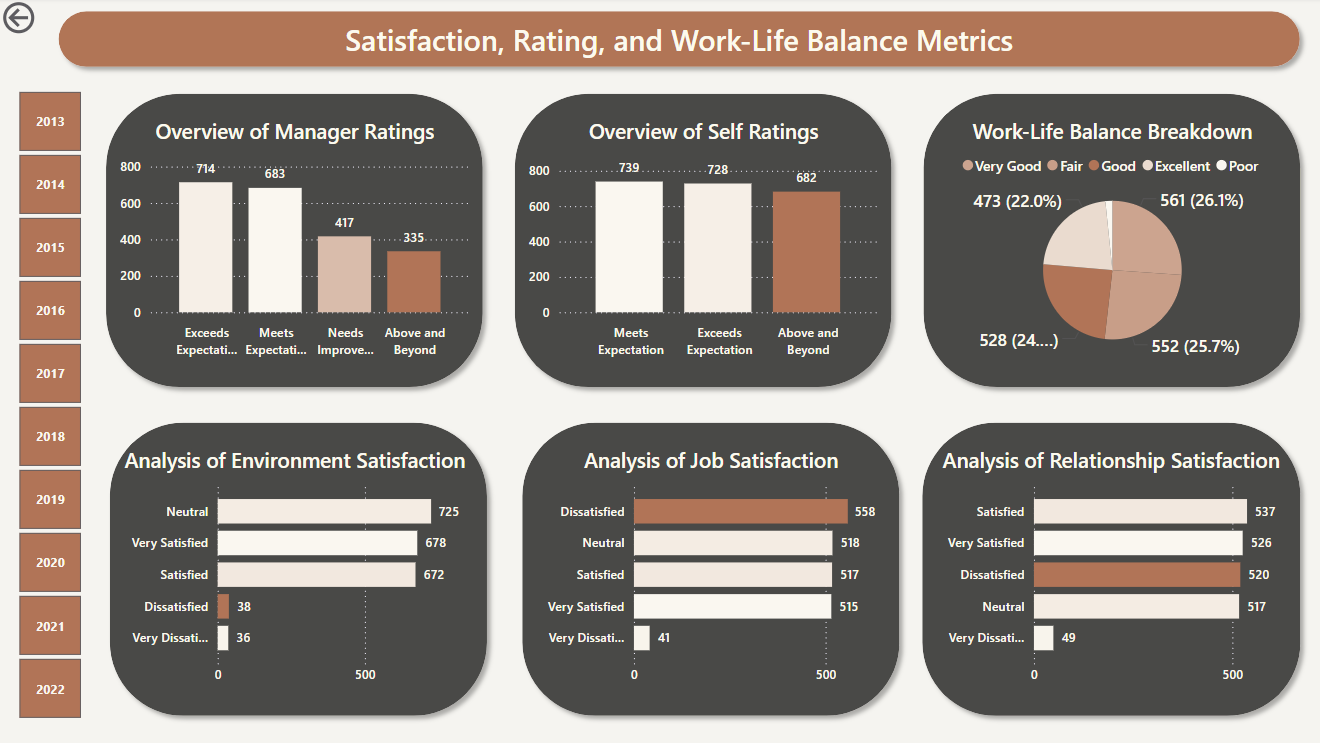 Satisfaction, Rating, and Work-Life Balance Metrics
2013
2014
2015
2016
2017
2018
2019
2020
2021
2022
Overview of Manager Ratings
800
600
400
200
0
714
683
417
335
Exceeds Expectati...
Meets Expectati...
Needs Improve...
Above and Beyond
Overview of Self Ratings
800
600
400
200
0
739
728
682
Meets Expectation
Exceeds Expectation
Above and Beyond
Work-Life Balance Breakdown
Very Good Fair Good Excellent Poor
473 (22.0%)
561 (26.1%)
528 (24....)
552 (25.7%)
Analysis of Environment Satisfaction
Neutral 725
Very Satisfied 678
Satisfied 672
Dissatisfied 38
Very Dissati... 36
0 500
Analysis of Job Satisfaction
Dissatisfied 558
Neutral 518
Satisfied 517
Very Satisfied 515
Very Dissati... 41
0 500
Analysis of Relationship Satisfaction
Satisfied 537
Very Satisfied 526
Dissatisfied 520
Neutral 517
Very Dissati... 49
0 500